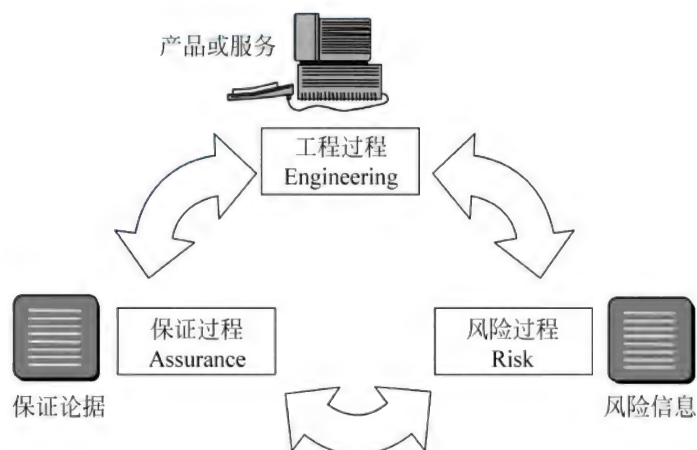 产品或服务
工程过程
Engineering
保证过程
Assurance
风险过程
Risk
保证论据
风险信息